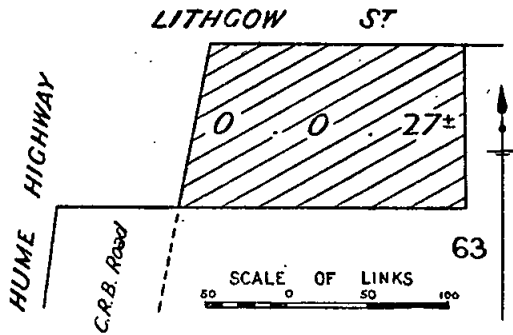 LITHGOW ST
0 . 0 . 27±
HUME HIGHWAY
C.R.B. Road
63
SCALE OF LINKS
50 0 50 100